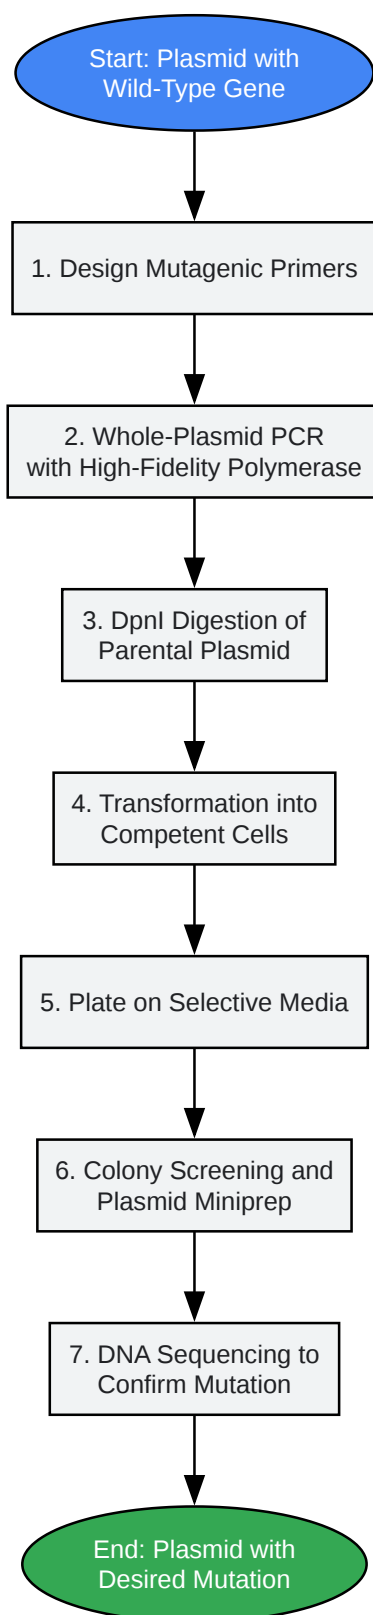 Start: Plasmid with
Wild-Type Gene
1. Design Mutagenic Primers
2. Whole-Plasmid PCR
with High-Fidelity Polymerase
3. DpnI Digestion of
Parental Plasmid
4. Transformation into
Competent Cells
5. Plate on Selective Media
6. Colony Screening and
Plasmid Miniprep
7. DNA Sequencing to
Confirm Mutation
End: Plasmid with
Desired Mutation